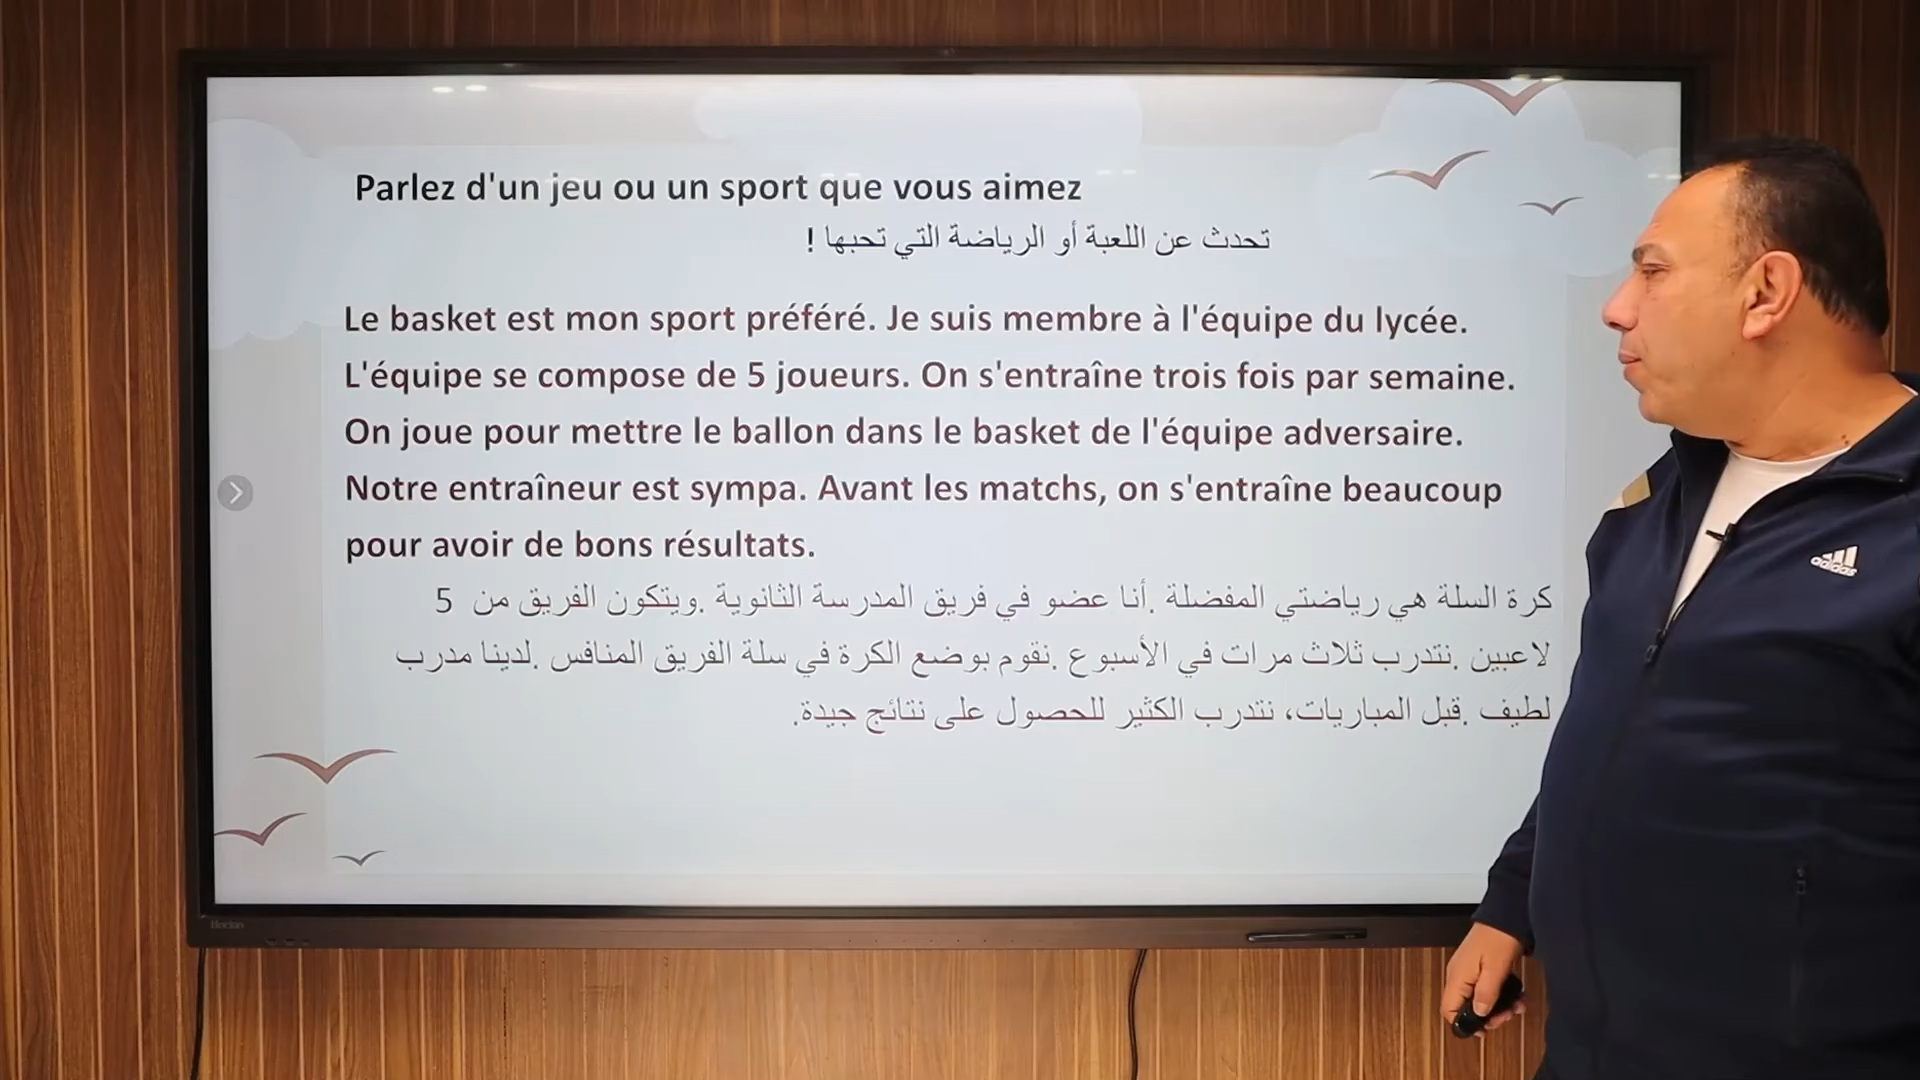 Parlez d'un jeu ou un sport que vous aimez
تحدث عن اللعبة أو الرياضة التي تحبها !
Le basket est mon sport préféré. Je suis membre à l'équipe du lycée.
L'équipe se compose de 5 joueurs. On s'entraîne trois fois par semaine.
On joue pour mettre le ballon dans le basket de l'équipe adversaire.
Notre entraîneur est sympa. Avant les matchs, on s'entraîne beaucoup
pour avoir de bons résultats.
كرة السلة هي رياضتي المفضلة .أنا عضو في فريق المدرسة الثانوية .ويتكون الفريق من 5
لاعبين .نتدرب ثلاث مرات في الأسبوع .نقوم بوضع الكرة في سلة الفريق المنافس .لدينا مدرب
لطيف .قبل المباريات، نتدرب الكثير للحصول على نتائج جيدة.
adidas